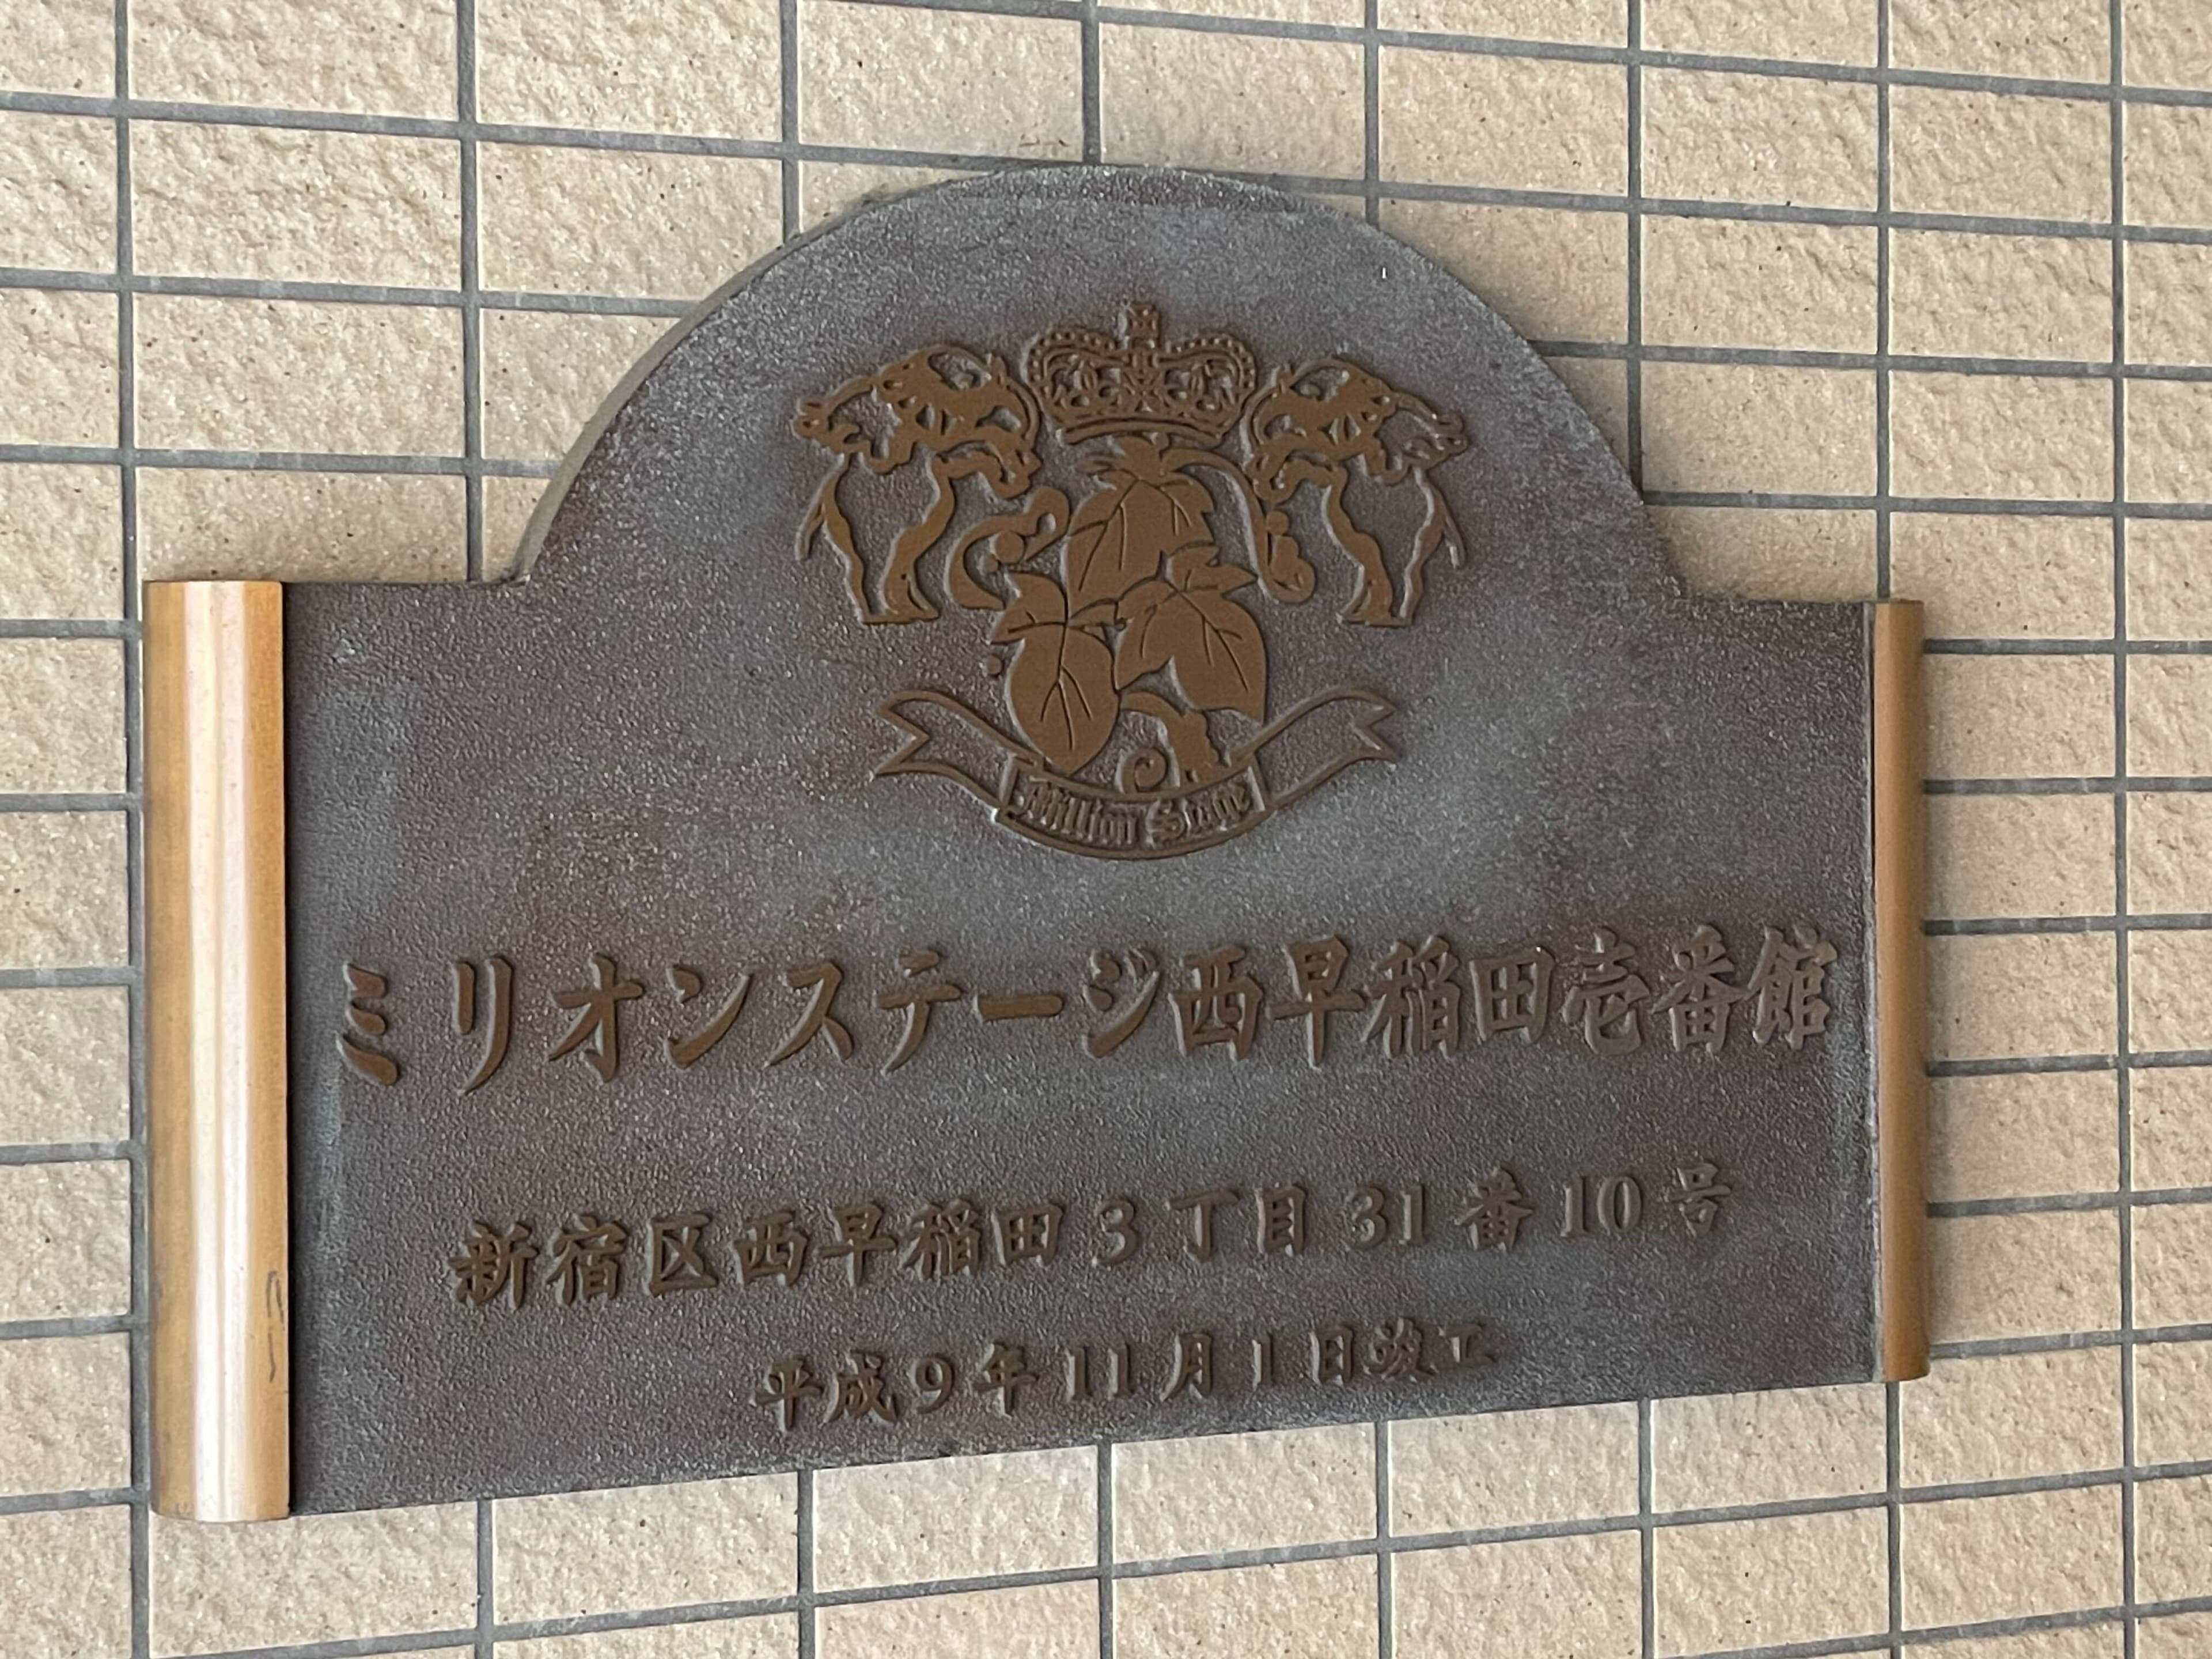 Million Stage
ミリオンステージ西早稲田壱番館
新宿区西早稲田3丁目31番10号
平成9年11月1日竣工